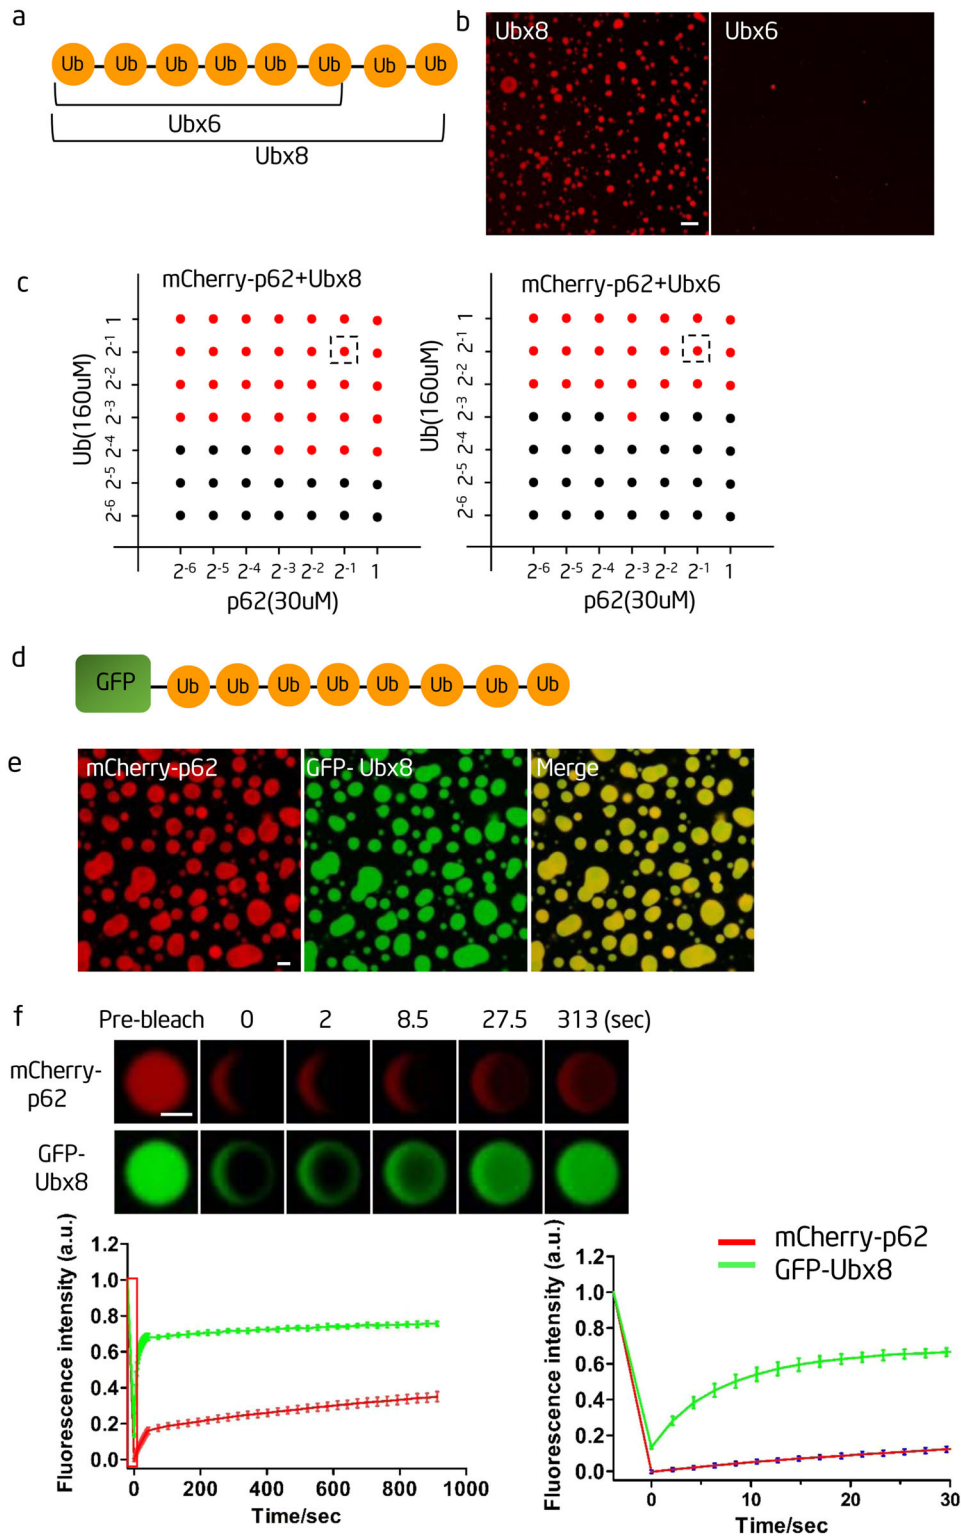 a
Ub Ub Ub Ub Ub Ub Ub Ub
Ubx6
Ubx8
b
Ubx8
Ubx6
c
mCherry-p62+Ubx8
Ub(160uM)
1
2-1
2-2
2-3
2-4
2-5
2-6
2-6 2-5 2-4 2-3 2-2 2-1 1
p62(30uM)
mCherry-p62+Ubx6
Ub(160uM)
1
2-1
2-2
2-3
2-4
2-5
2-6
2-6 2-5 2-4 2-3 2-2 2-1 1
p62(30uM)
d
GFP Ub Ub Ub Ub Ub Ub Ub Ub
e
mCherry-p62
GFP- Ubx8
Merge
f
Pre-bleach 0 2 8.5 27.5 313 (sec)
mCherry-
p62
GFP-
Ubx8
Fluorescence intensity (a.u.)
1.2
1.0
0.8
0.6
0.4
0.2
0.0
0 200 400 600 800 1000
Time/sec
mCherry-p62
GFP-Ubx8
Fluorescence intensity (a.u.)
1.2
1.0
0.8
0.6
0.4
0.2
0.0
0 10 20 30
Time/sec